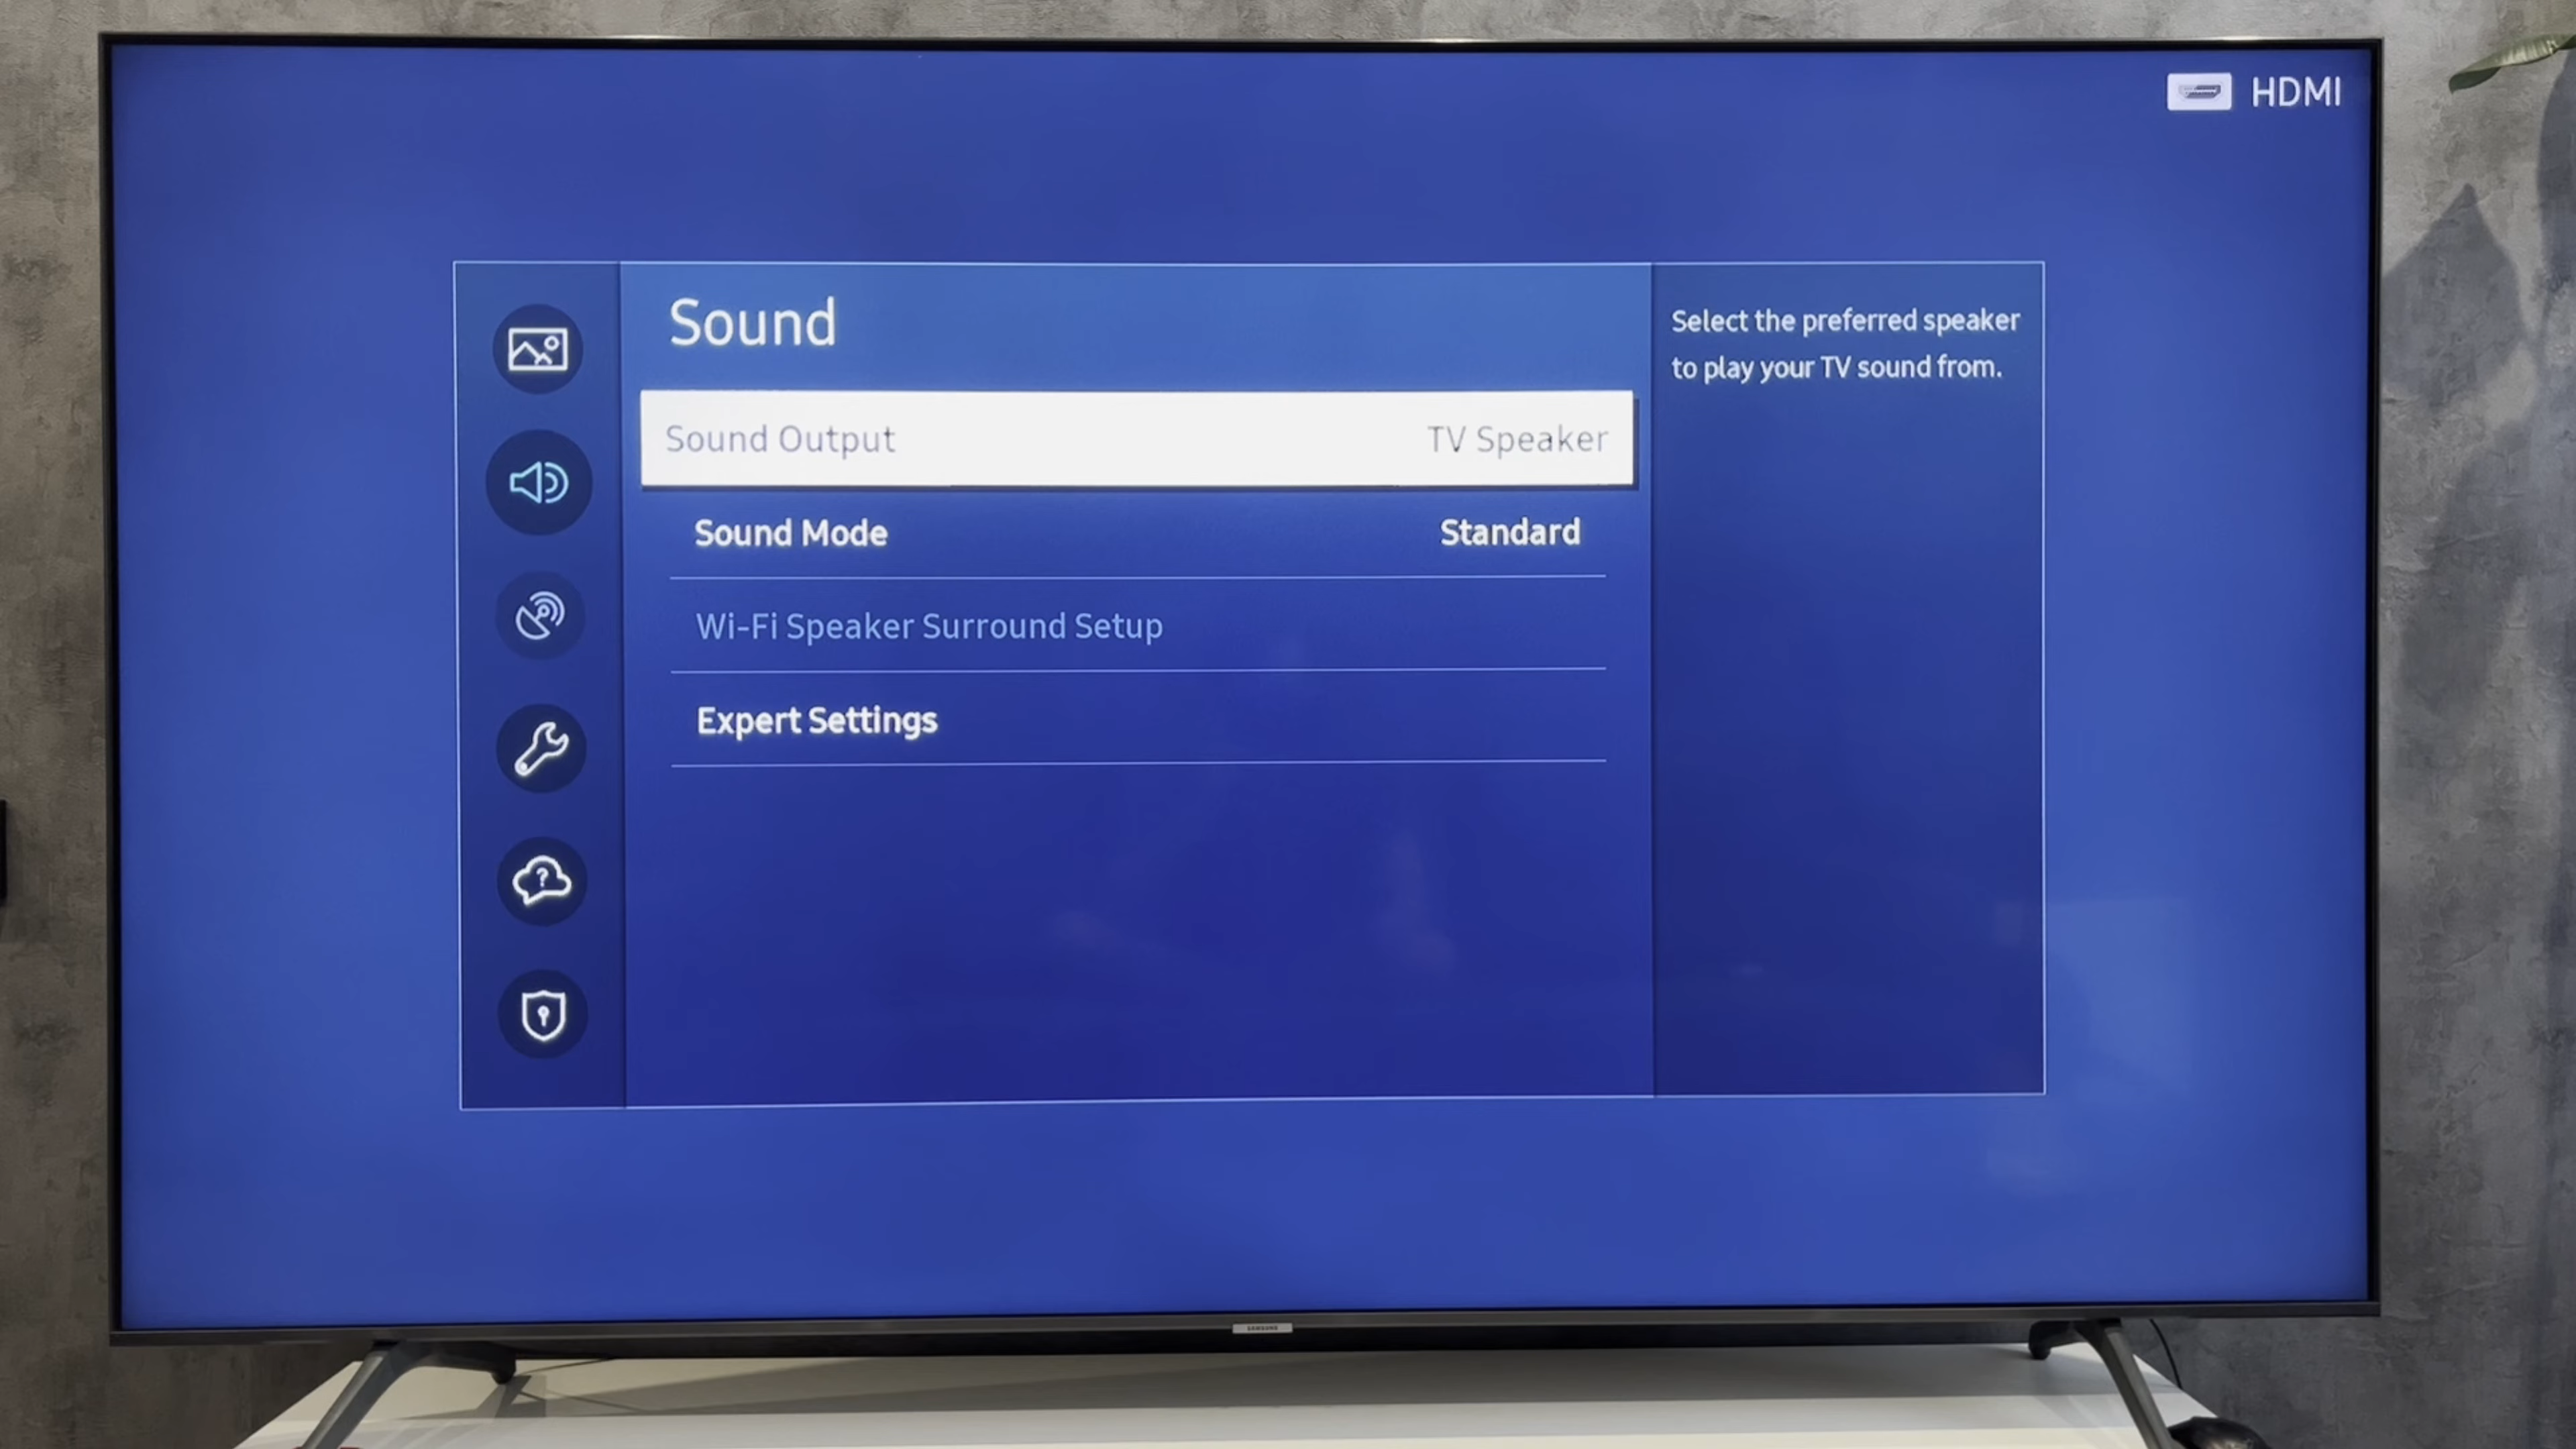 HDMI
Sound
Select the preferred speaker
to play your TV sound from.
Sound Output TV Speaker
Sound Mode Standard
Wi-Fi Speaker Surround Setup
Expert Settings
?
SAMSUNG